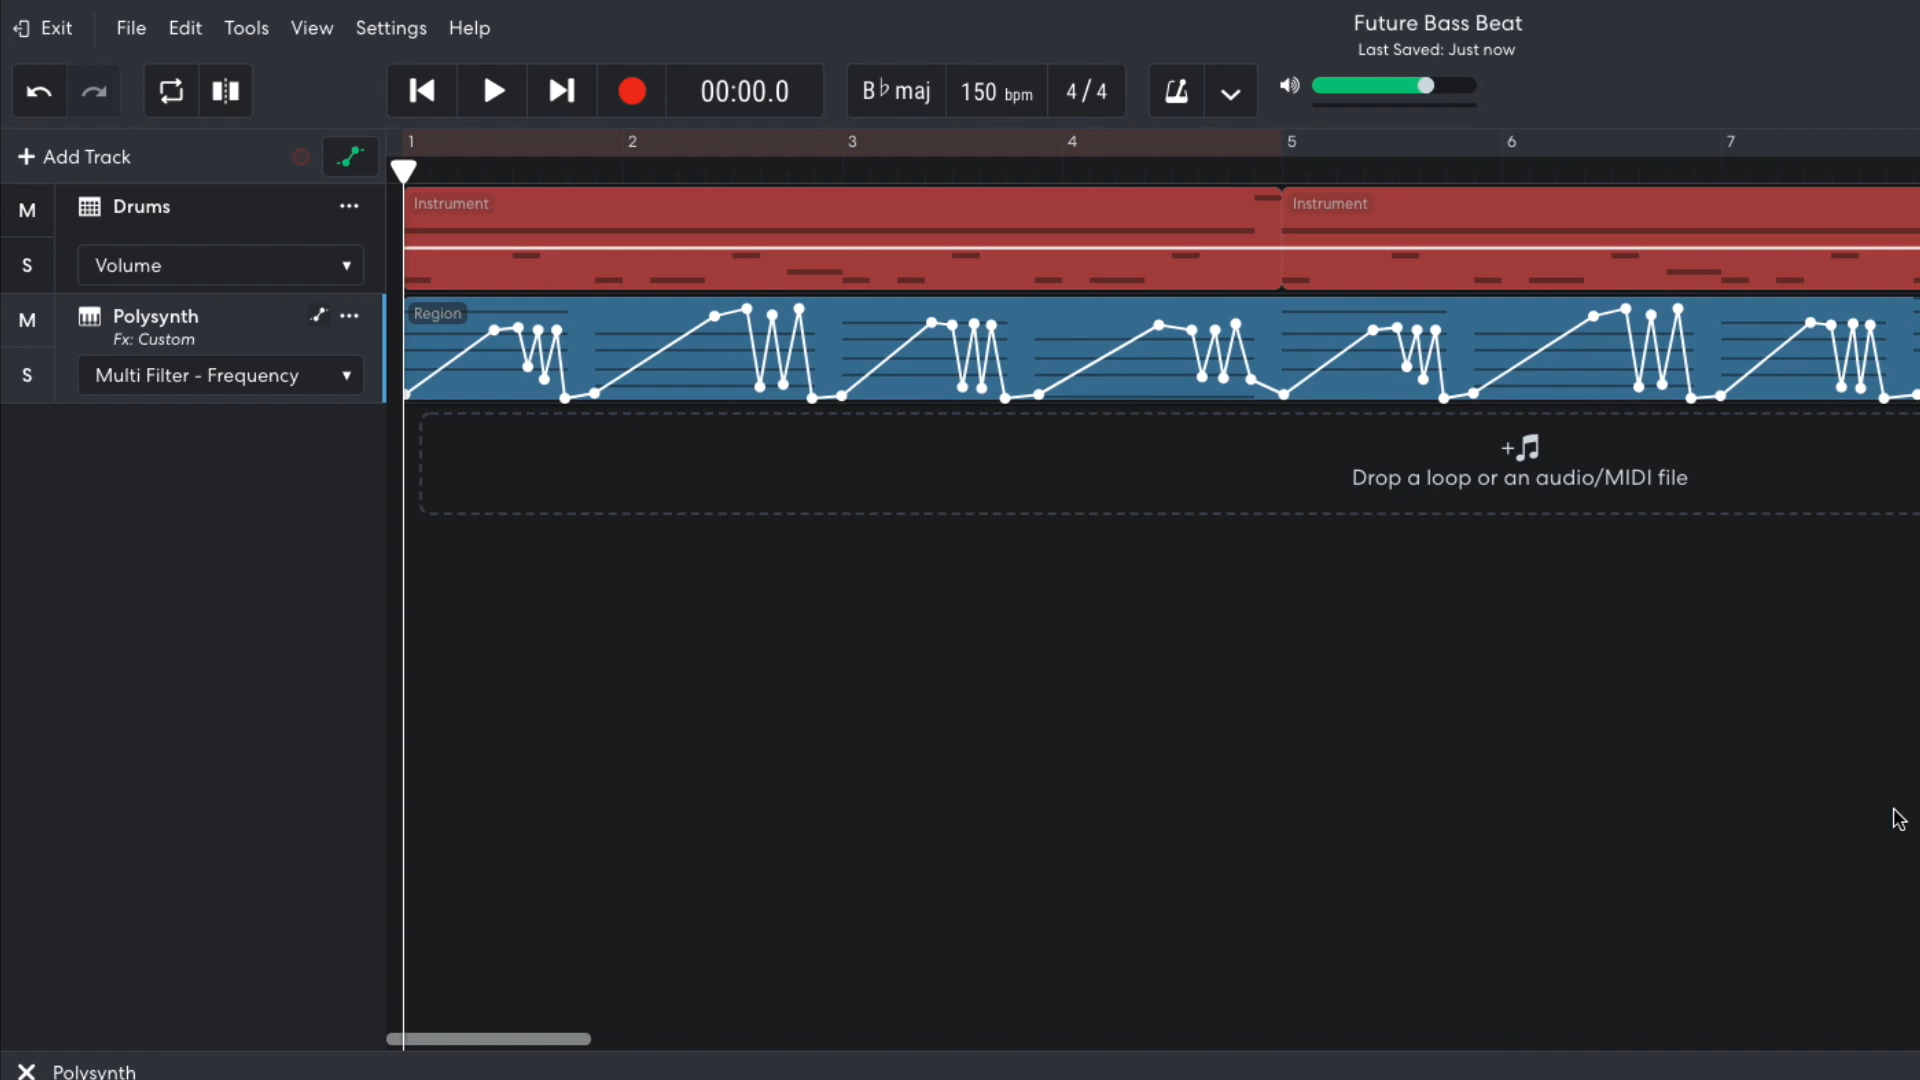 Exit File Edit Tools View Settings Help
Future Bass Beat
Last Saved: Just now
00:00.0
B♭maj
150 bpm
4/4
+ Add Track
1 2 3 4 5 6 7
M
Drums
S
Volume
Instrument
Instrument
M
Polysynth
Fx: Custom
S
Multi Filter - Frequency
Region
Drop a loop or an audio/MIDI file
Polysynth